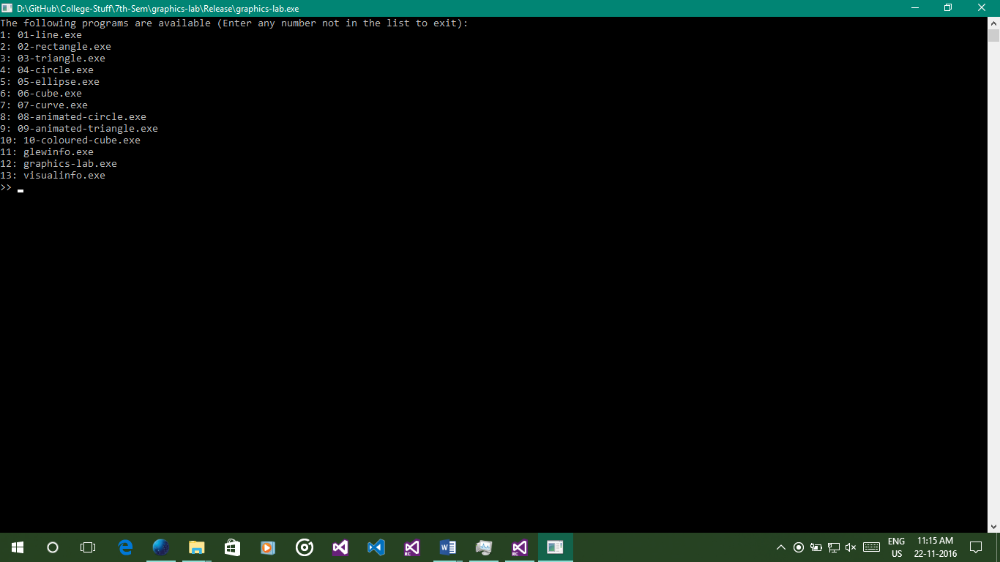 D:\GitHub\College-Stuff\7th-Sem\graphics-lab\Release\graphics-lab.exe
The following programs are available (Enter any number not in the list to exit):
1: 01-line.exe
2: 02-rectangle.exe
3: 03-triangle.exe
4: 04-circle.exe
5: 05-ellipse.exe
6: 06-cube.exe
7: 07-curve.exe
8: 08-animated-circle.exe
9: 09-animated-triangle.exe
10: 10-coloured-cube.exe
11: glewinfo.exe
12: graphics-lab.exe
13: visualinfo.exe
>>
RC
RC
ENG
US
11:15 AM
22-11-2016